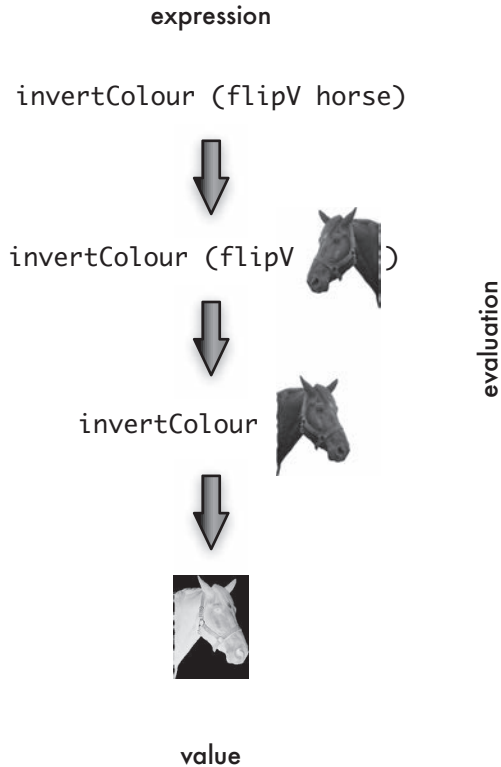 expression
invertColour (flipV horse)
invertColour (flipV )
evaluation
invertColour
value